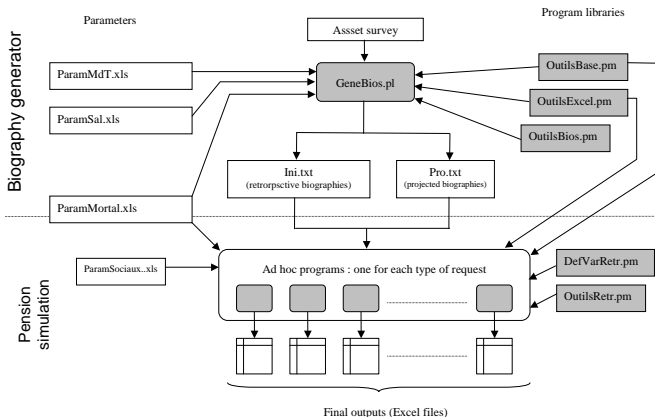 Parameters
Program libraries
Assset survey
Biography generator
ParamMdT.xls
GeneBios.pl
OutilsBase.pm
ParamSal.xls
OutilsExcel.pm
OutilsBios.pm
Ini.txt
(retrorpsctive biographies)
Pro.txt
(projected biographies)
ParamMortal.xls
ParamSociaux..xls
Ad hoc programs : one for each type of request
DefVarRetr.pm
OutilsRetr.pm
Pension
simulation
Final outputs (Excel files)